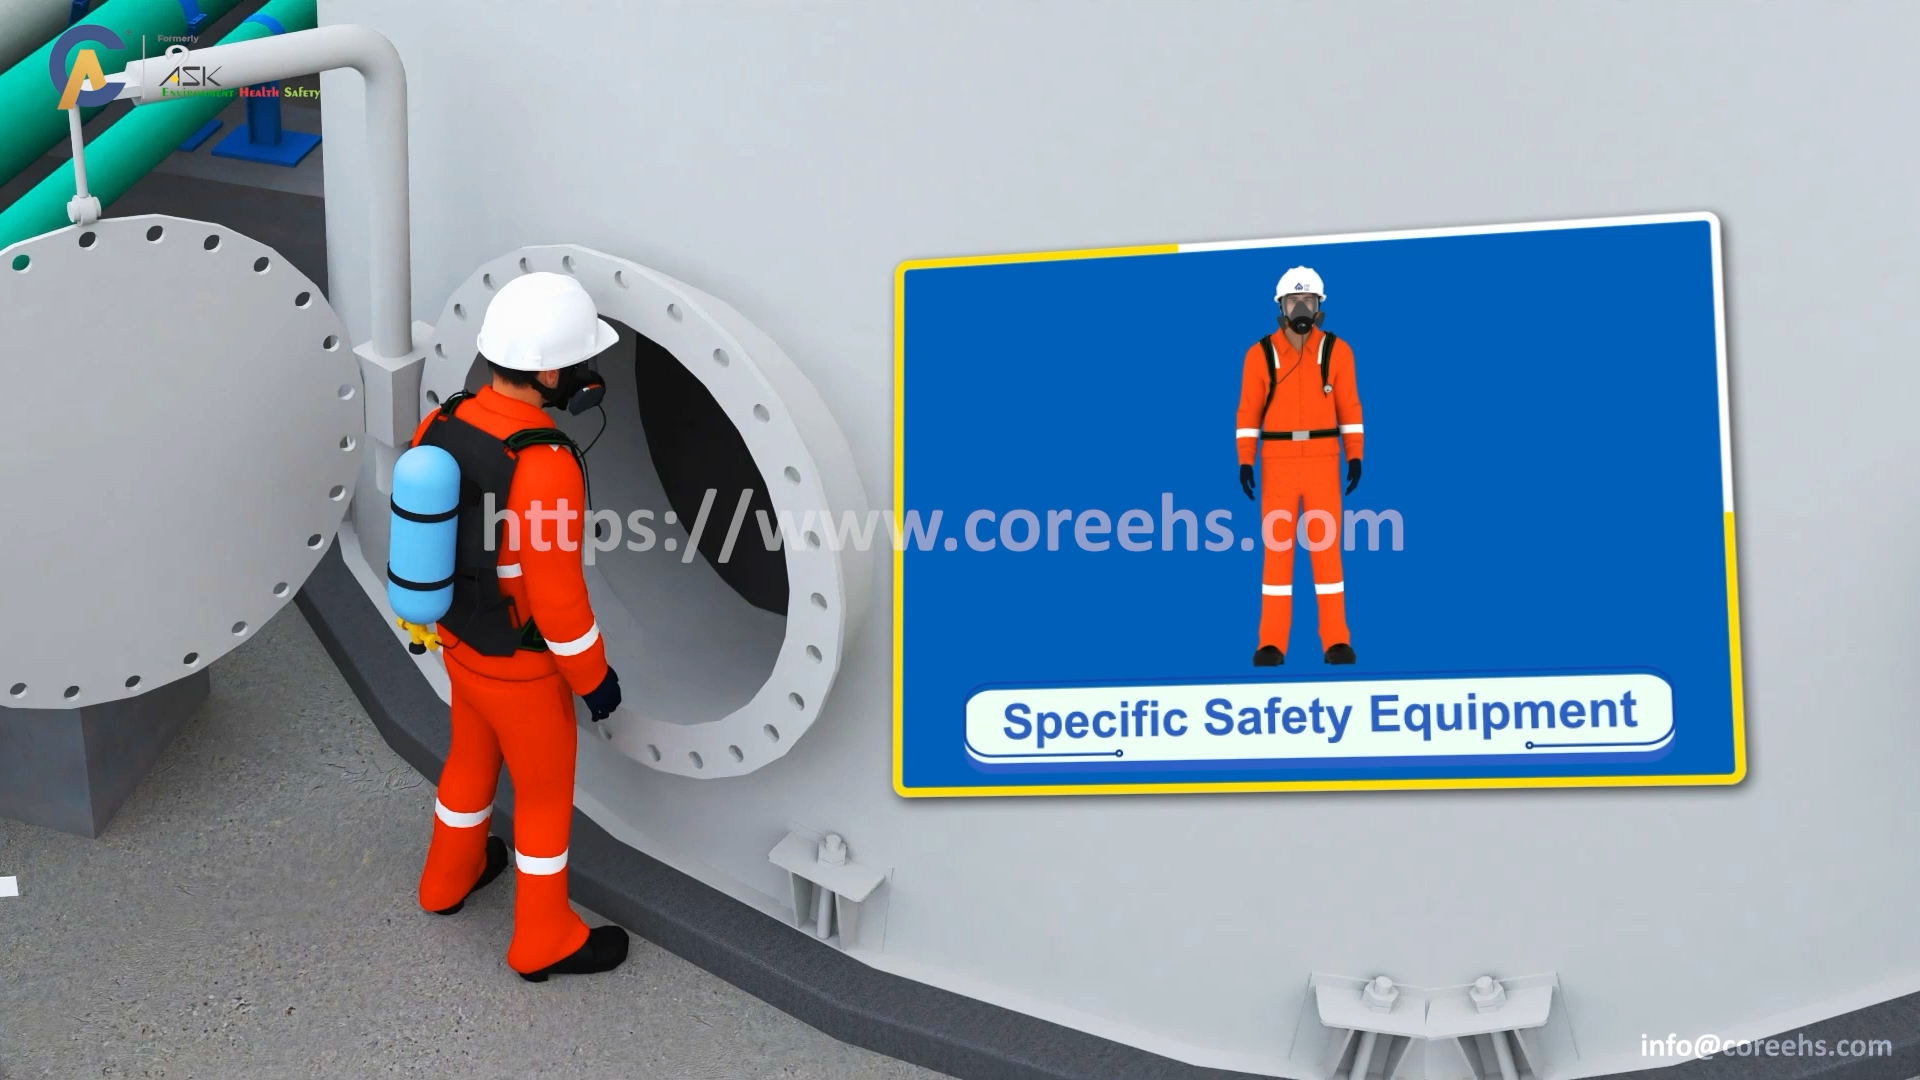 Formerly
ASK
Environment Health Safety
https://www.coreehs.com
Specific Safety Equipment
info@coreehs.com